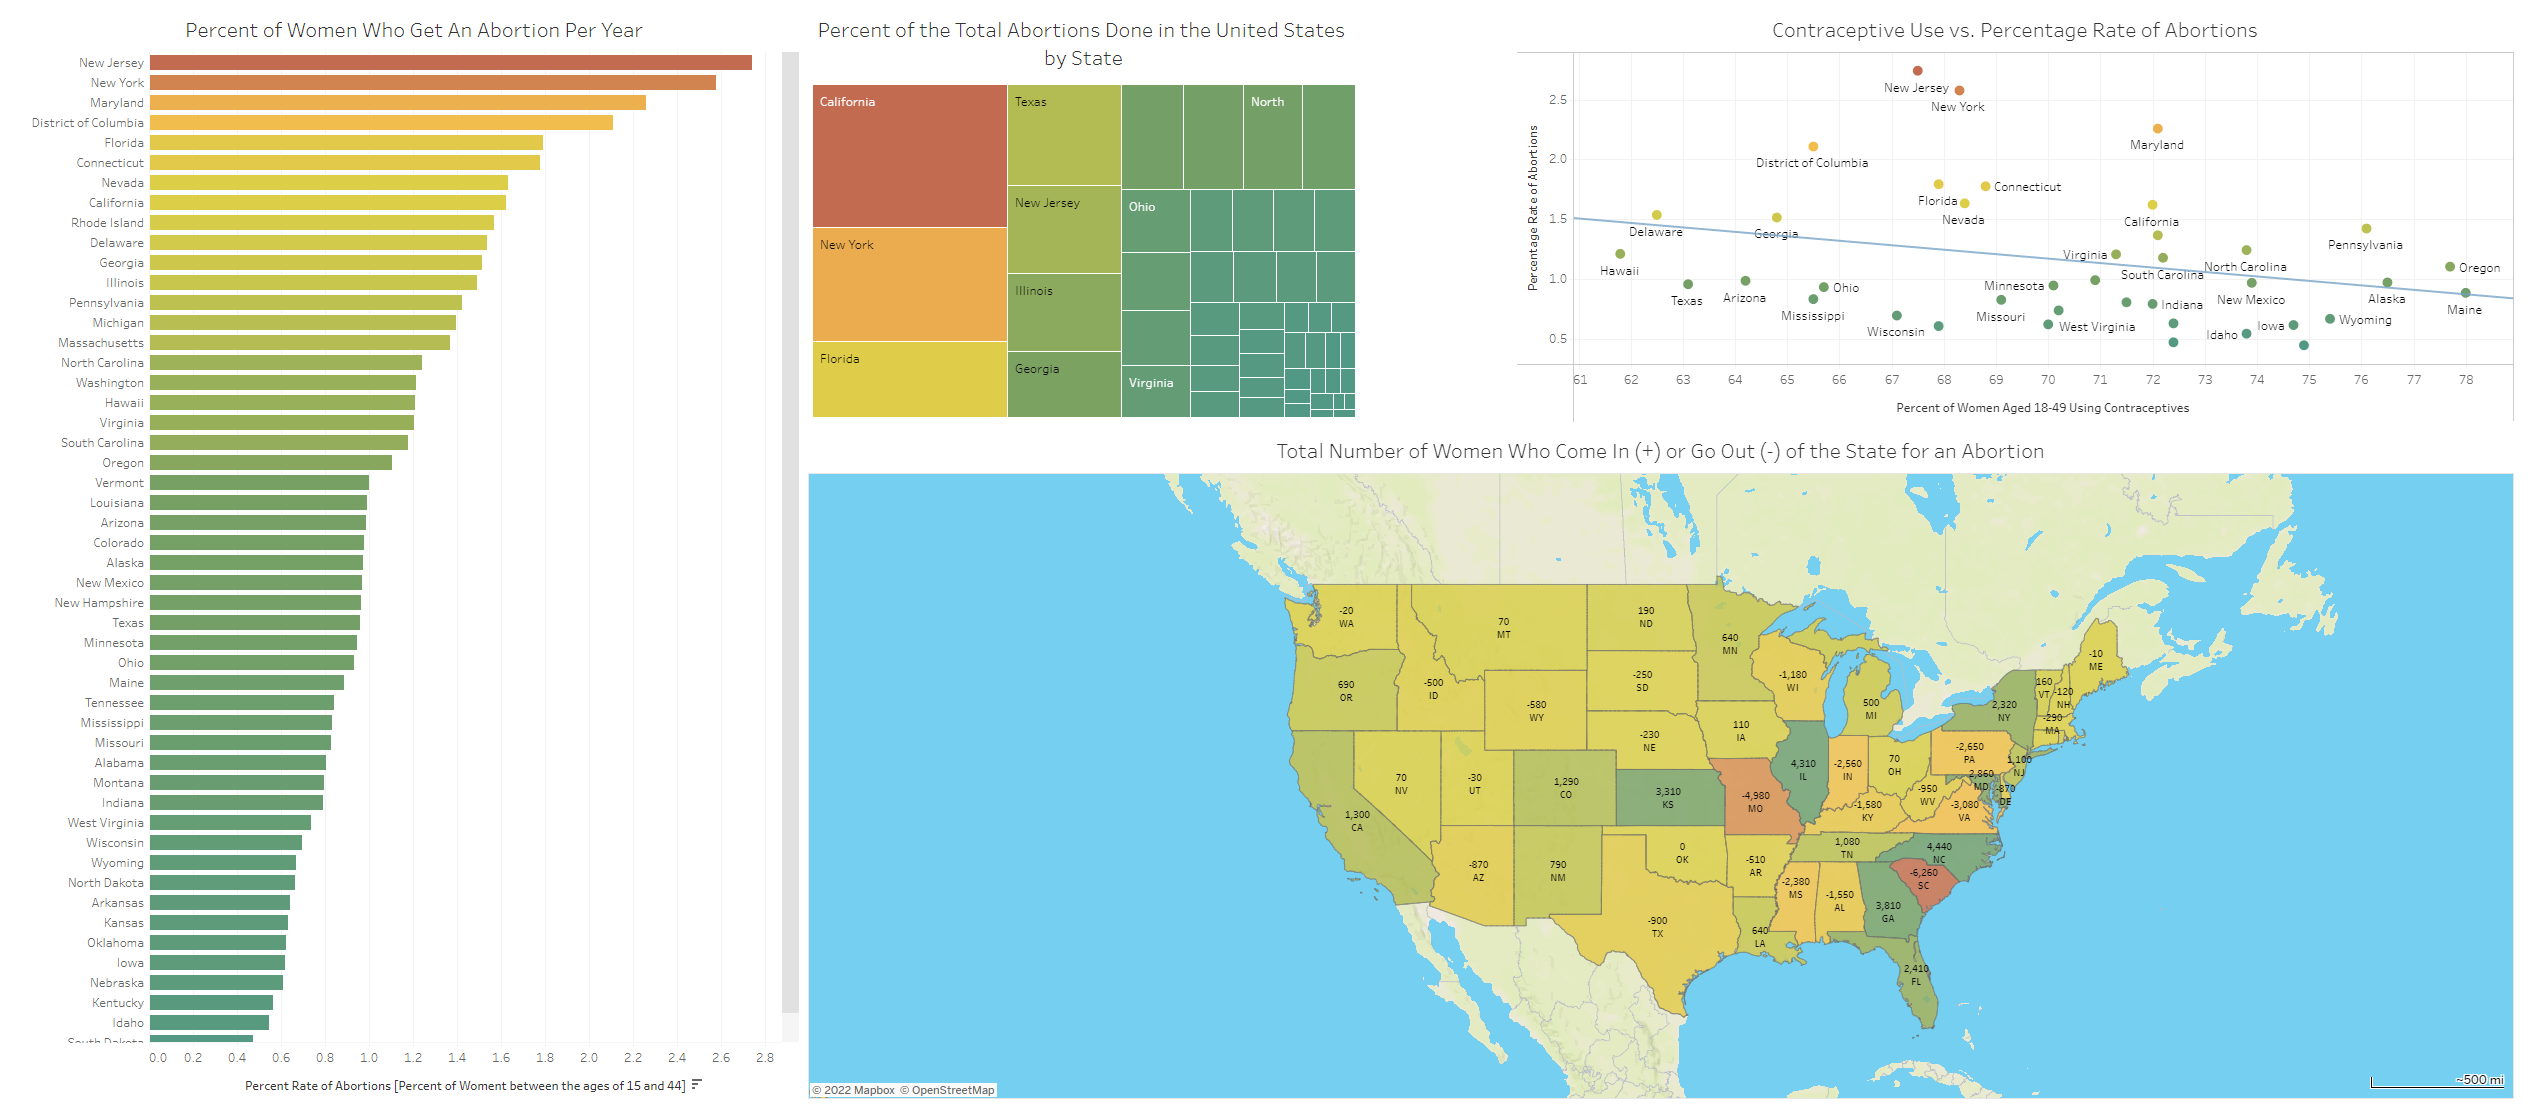 Percent of Women Who Get An Abortion Per Year
New Jersey
New York
Maryland
District of Columbia
Florida
Connecticut
Nevada
California
Rhode Island
Delaware
Georgia
Illinois
Pennsylvania
Michigan
Massachusetts
North Carolina
Washington
Hawaii
Virginia
South Carolina
Oregon
Vermont
Louisiana
Arizona
Colorado
Alaska
New Mexico
New Hampshire
Texas
Minnesota
Ohio
Maine
Tennessee
Mississippi
Missouri
Alabama
Montana
Indiana
West Virginia
Wisconsin
Wyoming
North Dakota
Arkansas
Kansas
Oklahoma
Iowa
Nebraska
Kentucky
Idaho
South Dakota
0.0 0.2 0.4 0.6 0.8 1.0 1.2 1.4 1.6 1.8 2.0 2.2 2.4 2.6 2.8
Percent Rate of Abortions [Percent of Woment between the ages of 15 and 44]
Percent of the Total Abortions Done in the United States
by State
California
New York
Florida
Texas
New Jersey
Illinois
Georgia
North
Ohio
Virginia
Contraceptive Use vs. Percentage Rate of Abortions
Percentage Rate of Abortions
2.5
2.0
1.5
1.0
0.5
New Jersey
New York
Maryland
District of Columbia
Connecticut
Florida
Nevada
California
Delaware
Georgia
Pennsylvania
Hawaii
Virginia
South Carolina
North Carolina
Oregon
Texas
Arizona
Ohio
Mississippi
Minnesota
Missouri
Indiana
New Mexico
Alaska
Maine
Wisconsin
West Virginia
Idaho
Iowa
Wyoming
61 62 63 64 65 66 67 68 69 70 71 72 73 74 75 76 77 78
Percent of Women Aged 18-49 Using Contraceptives
Total Number of Women Who Come In (+) or Go Out (-) of the State for an Abortion
-20
WA
70
MT
190
ND
640
MN
-10
ME
690
OR
-500
ID
-580
WY
-250
SD
-1,180
WI
500
MI
2,320
NY
160
VT
-120
NH
-290
MA
110
IA
-230
NE
70
NV
-30
UT
1,290
CO
3,310
KS
-4,980
MO
4,310
IL
-2,560
IN
70
OH
-2,650
PA
1,100
NJ
2,860
MD
-870
DE
-950
WV
-3,080
VA
-1,580
KY
1,300
CA
-870
AZ
790
NM
0
OK
-510
AR
1,080
TN
4,440
NC
-6,260
SC
-2,380
MS
-1,550
AL
3,810
GA
-900
TX
640
LA
2,410
FL
© 2022 Mapbox © OpenStreetMap
~500 mi